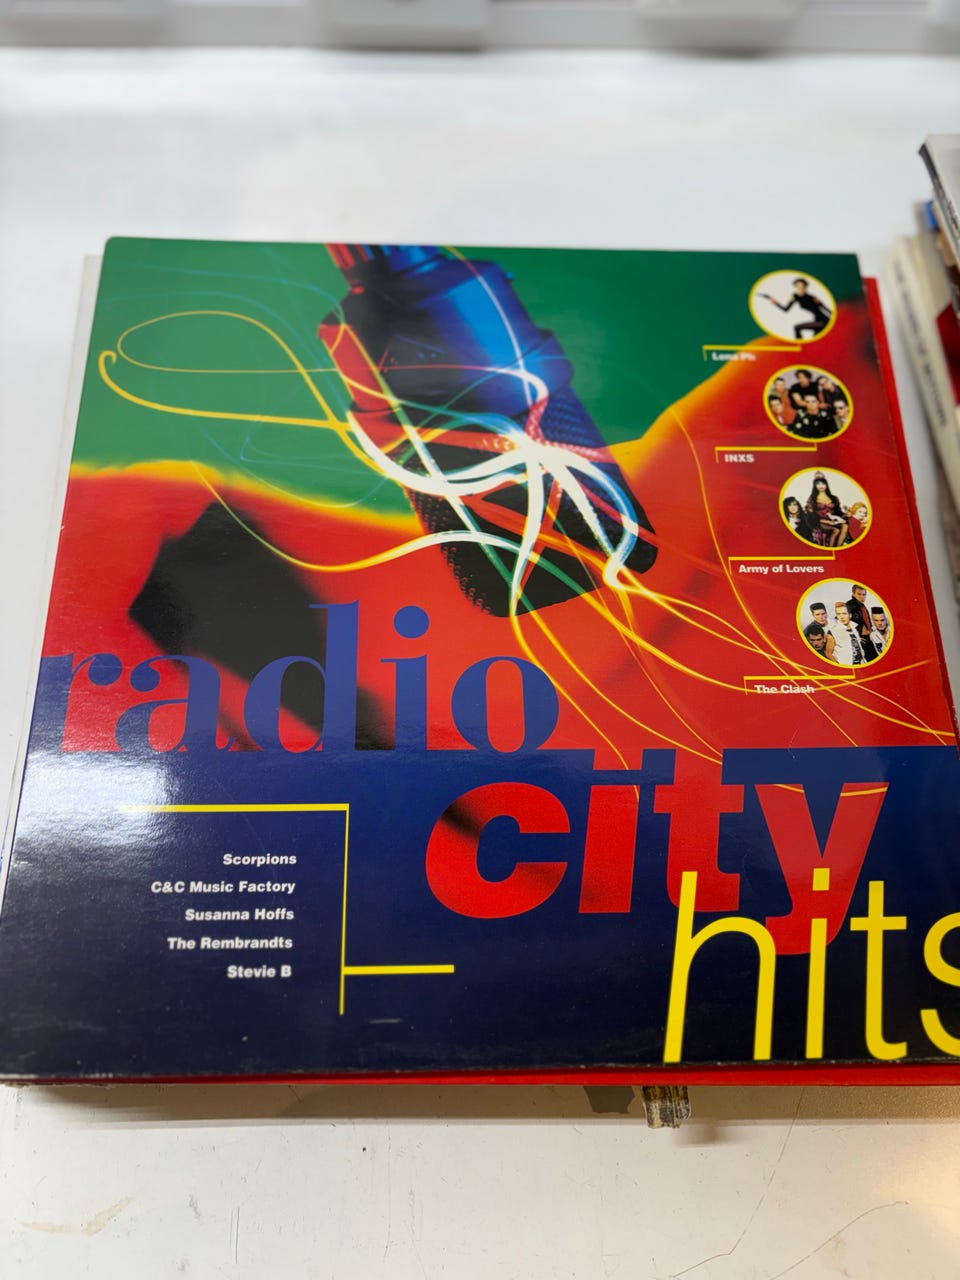 Lena Ph
INXS
Army of Lovers
The Clash
radio
city
hits
Scorpions
C&C Music Factory
Susanna Hoffs
The Rembrandts
Stevie B